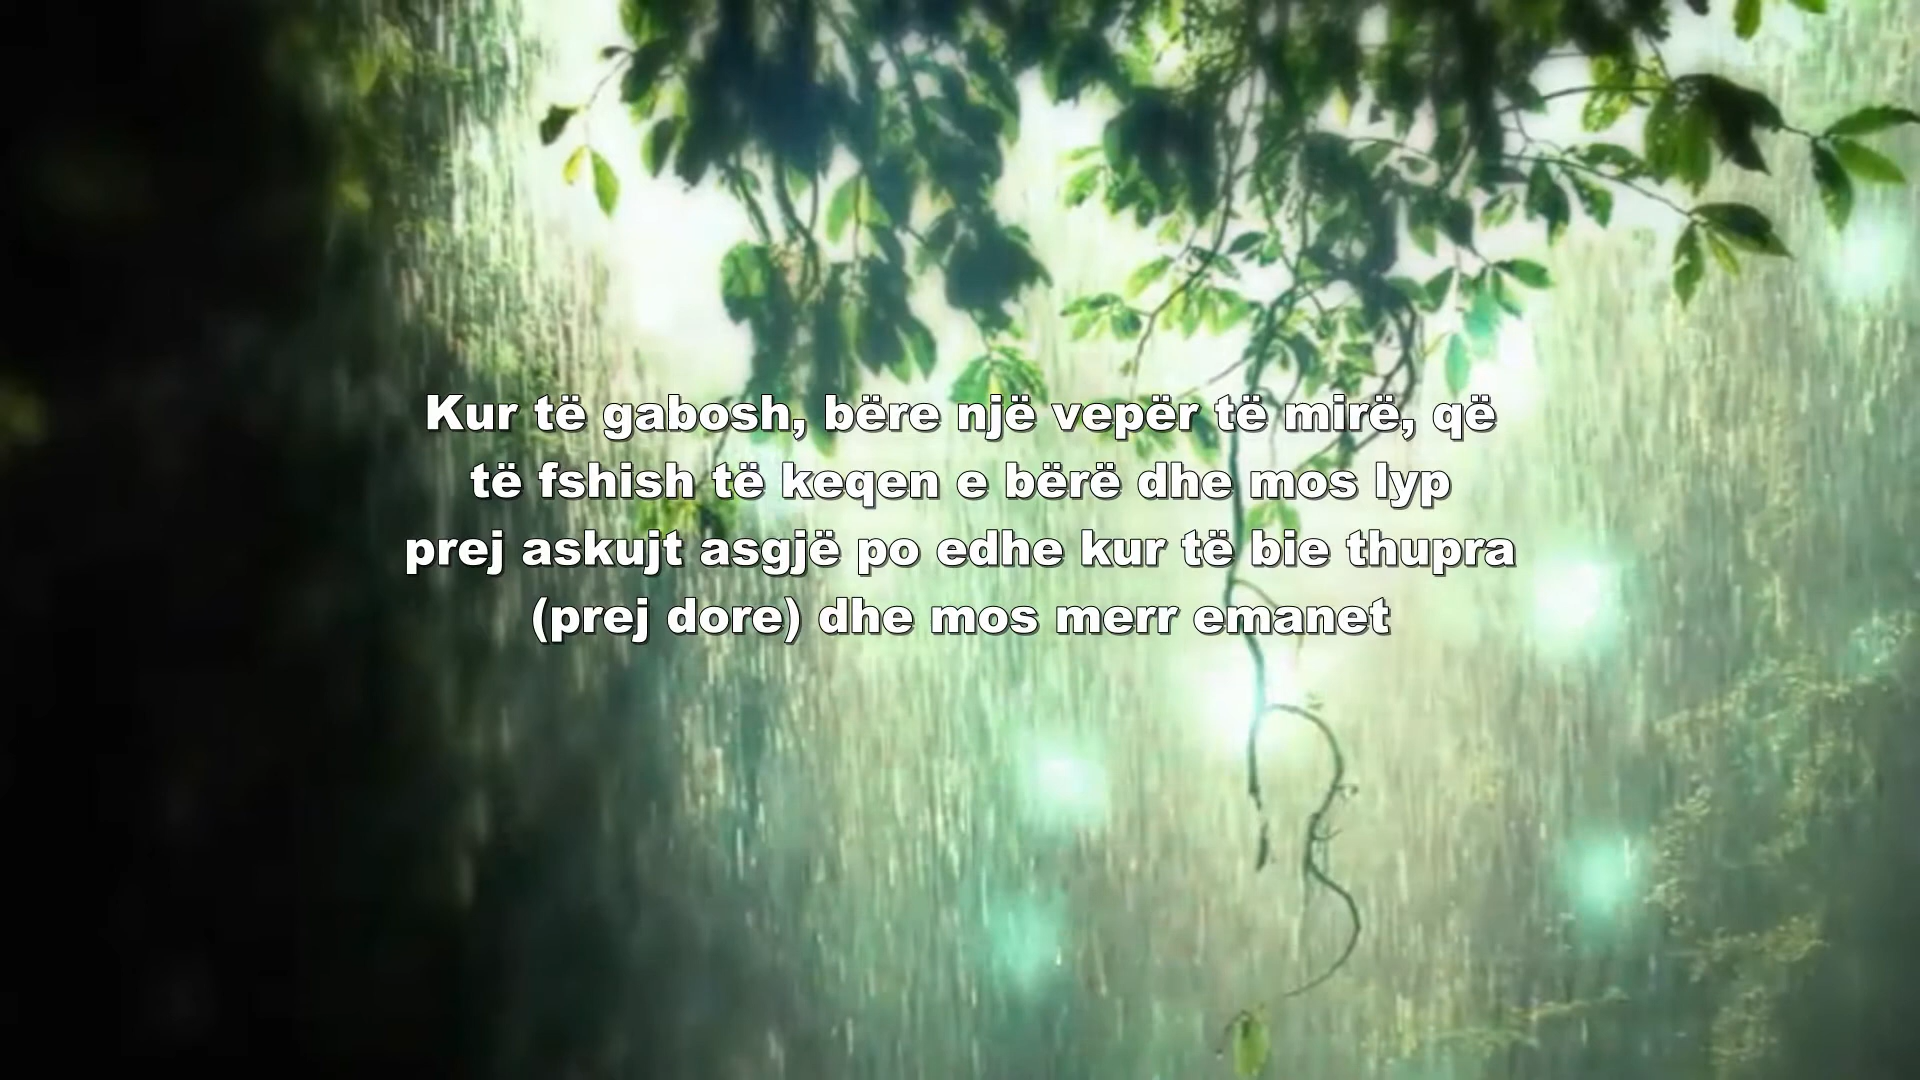 Kur të gabosh, bëre një vepër të mirë, që
të fshish të keqen e bërë dhe mos lyp
prej askujt asgjë po edhe kur të bie thupra
(prej dore) dhe mos merr emanet